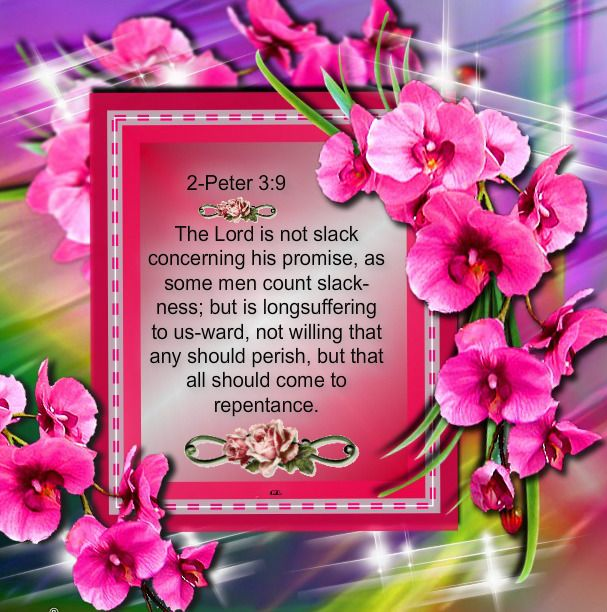 2-Peter 3:9
The Lord is not slack
concerning his promise, as
some men count slack-
ness; but is longsuffering
to us-ward, not willing that
any should perish, but that
all should come to
repentance.
®